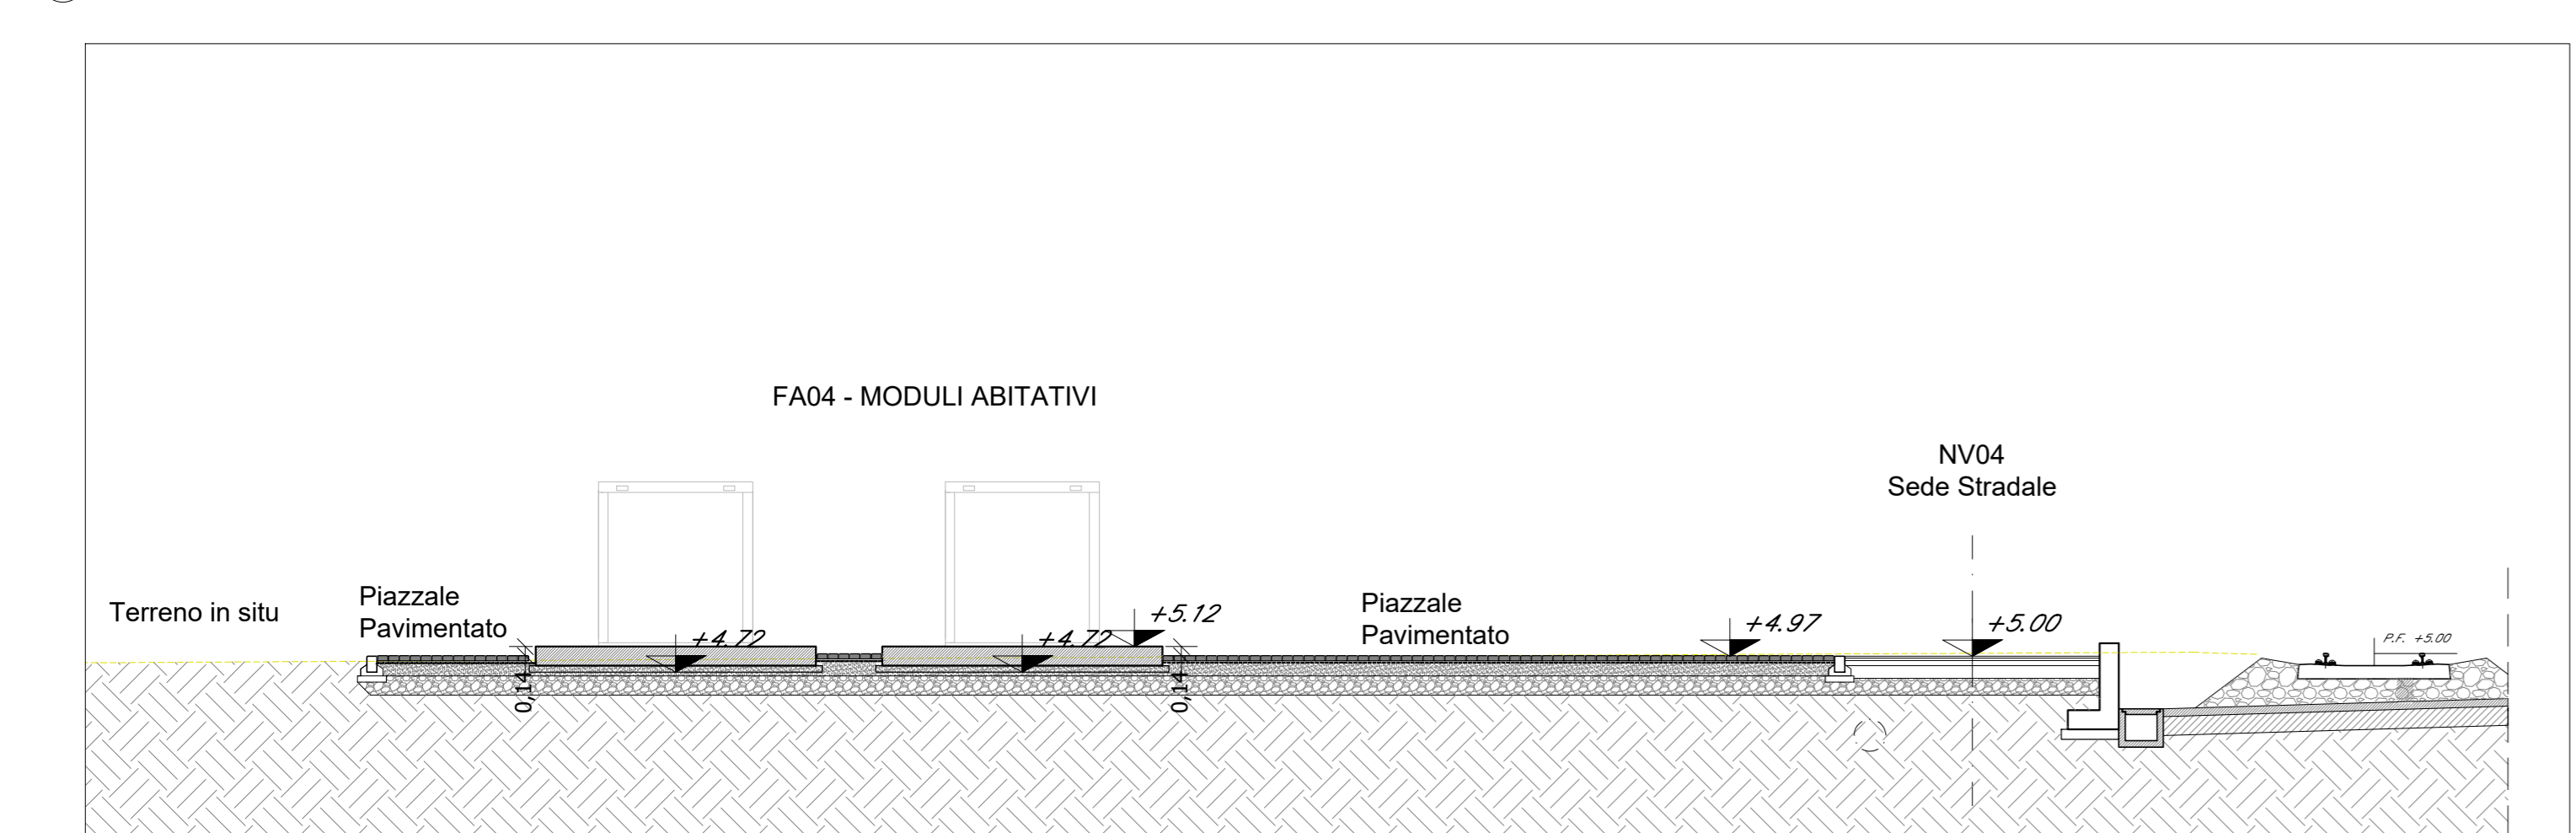 FA04 - MODULI ABITATIVI
NV04
Sede Stradale
Terreno in situ
Piazzale
Pavimentato
+4.72
+4.72
+5.12
Piazzale
Pavimentato
+4.97
+5.00
P.F. +5.00
0,14
0,14